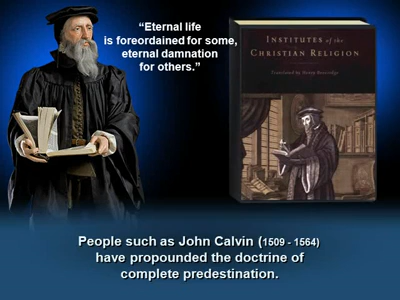 “Eternal life
is foreordained for some,
eternal damnation
for others.”
INSTITUTES of the
CHRISTIAN RELIGION
Translated by Henry Beveridge
People such as John Calvin (1509 - 1564)
have propounded the doctrine of
complete predestination.